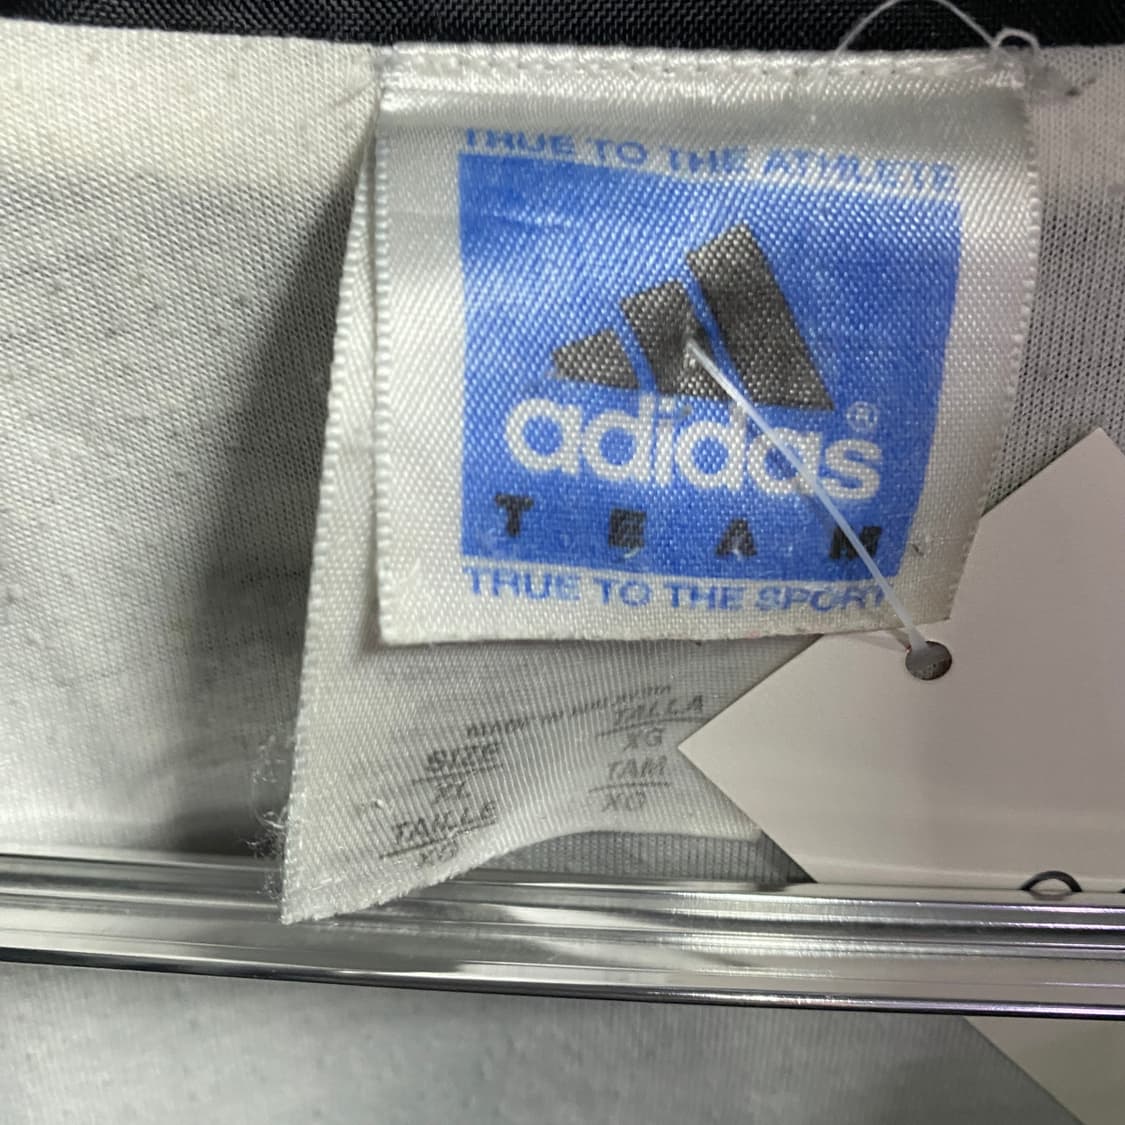 TRUE TO THE ATHLETE
adidas®
TEAM
TRUE TO THE SPORT
SIZE
XL
TAILLE
TALLA
XG
TAM
XG